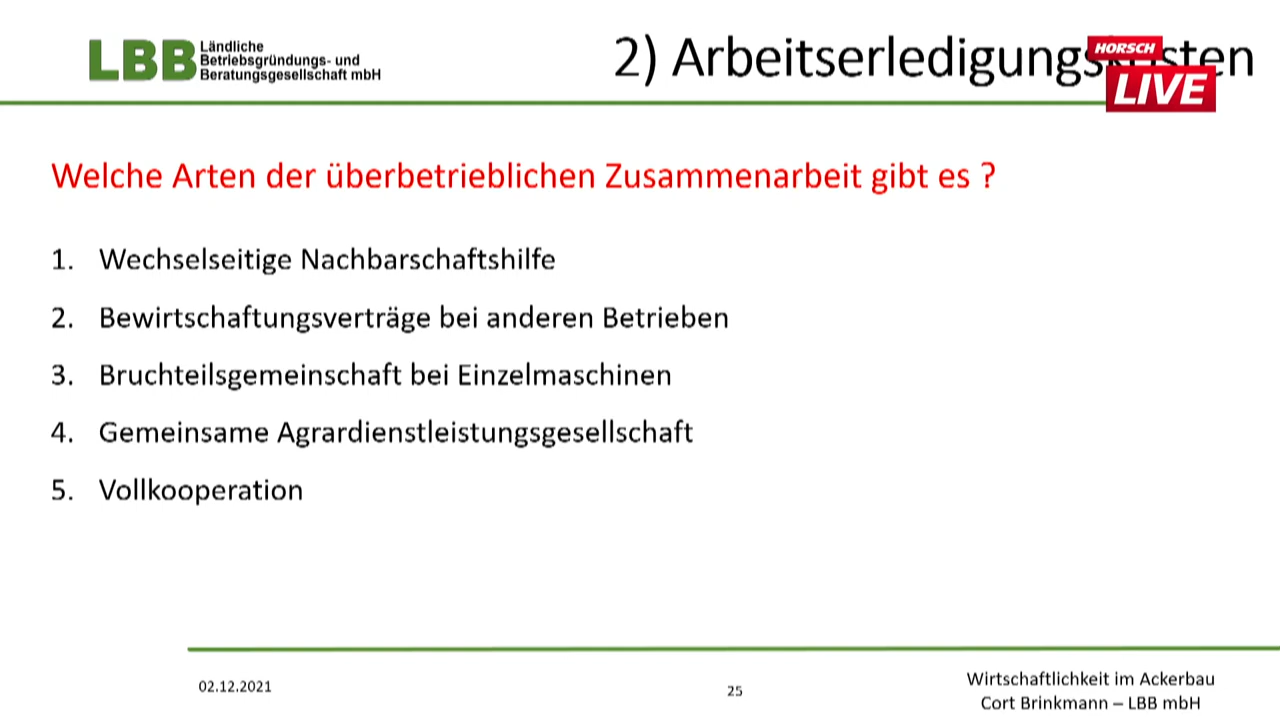 LBB
Ländliche
Betriebsgründungs- und
Beratungsgesellschaft mbH
2) Arbeitserledigungskosten
HORSCH
LIVE
Welche Arten der überbetrieblichen Zusammenarbeit gibt es ?
1. Wechselseitige Nachbarschaftshilfe
2. Bewirtschaftungsverträge bei anderen Betrieben
3. Bruchteilsgemeinschaft bei Einzelmaschinen
4. Gemeinsame Agrardienstleistungsgesellschaft
5. Vollkooperation
02.12.2021
25
Wirtschaftlichkeit im Ackerbau
Cort Brinkmann – LBB mbH